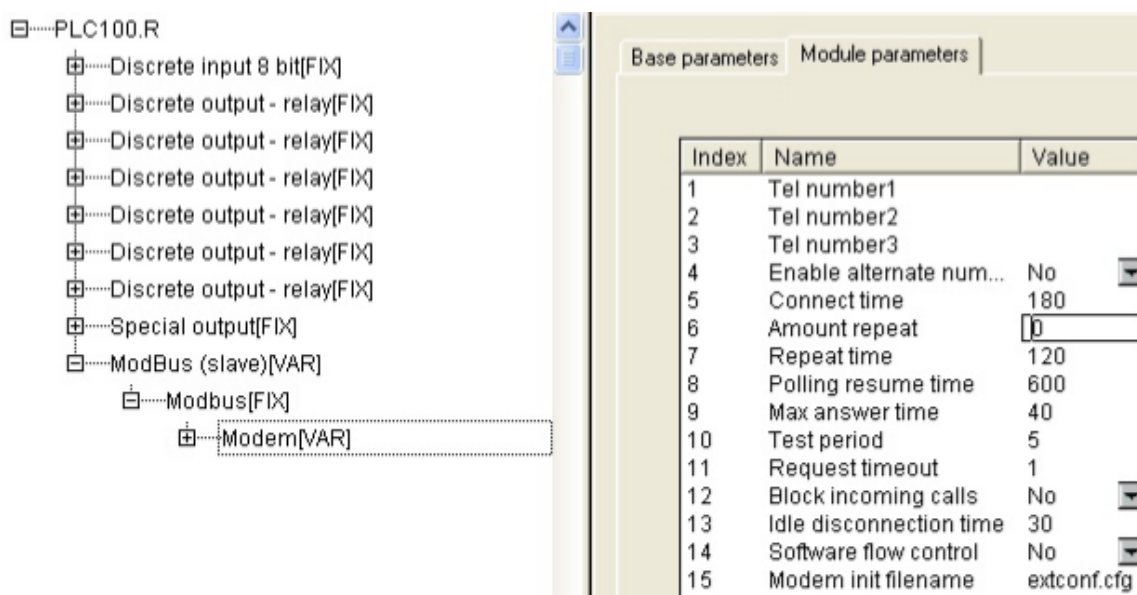 PLC100.R
Discrete input 8 bit[FIX]
Discrete output - relay[FIX]
Discrete output - relay[FIX]
Discrete output - relay[FIX]
Discrete output - relay[FIX]
Discrete output - relay[FIX]
Discrete output - relay[FIX]
Special output[FIX]
ModBus (slave)[VAR]
Modbus[FIX]
Modem[VAR]
Base parameters Module parameters
Index Name Value
1 Tel number1
2 Tel number2
3 Tel number3
4 Enable alternate num... No
5 Connect time 180
6 Amount repeat 0
7 Repeat time 120
8 Polling resume time 600
9 Max answer time 40
10 Test period 5
11 Request timeout 1
12 Block incoming calls No
13 Idle disconnection time 30
14 Software flow control No
15 Modem init filename extconf.cfg